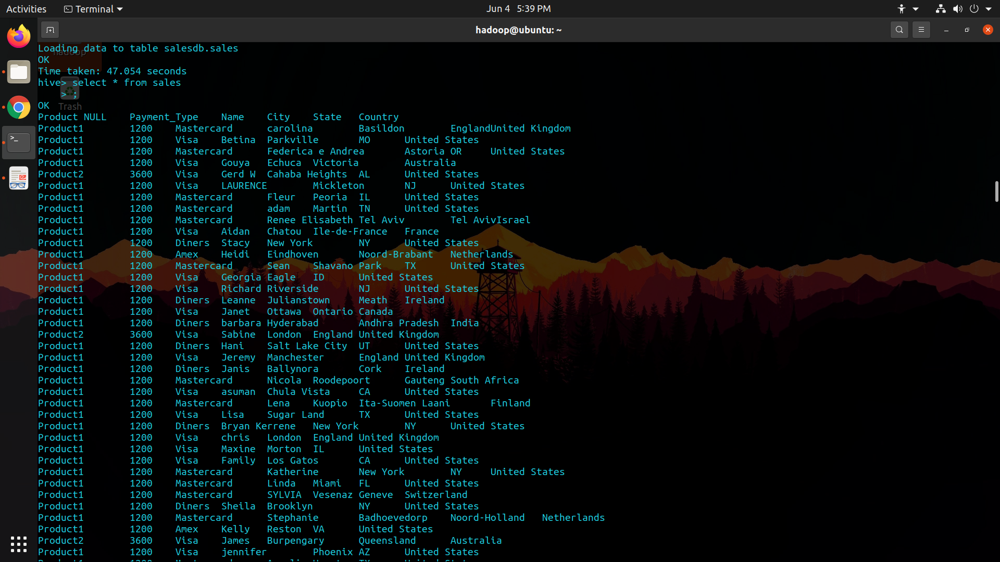 Activities Terminal Jun 4 5:39 PM
hadoop@ubuntu: ~
hadoop
Trash
Loading data to table salesdb.sales
OK
Time taken: 47.054 seconds
hive> select * from sales
> ;
OK
Product NULL Payment_Type Name City State Country
Product1 1200 Mastercard carolina Basildon EnglandUnited Kingdom
Product1 1200 Visa Betina Parkville MO United States
Product1 1200 Mastercard Federica e Andrea Astoria OR United States
Product1 1200 Visa Gouya Echuca Victoria Australia
Product2 3600 Visa Gerd W Cahaba Heights AL United States
Product1 1200 Visa LAURENCE Mickleton NJ United States
Product1 1200 Mastercard Fleur Peoria IL United States
Product1 1200 Mastercard adam Martin TN United States
Product1 1200 Mastercard Renee Elisabeth Tel Aviv Tel AvivIsrael
Product1 1200 Visa Aidan Chatou Ile-de-France France
Product1 1200 Diners Stacy New York NY United States
Product1 1200 Amex Heidi Eindhoven Noord-Brabant Netherlands
Product1 1200 Mastercard Sean Shavano Park TX United States
Product1 1200 Visa Georgia Eagle ID United States
Product1 1200 Visa Richard Riverside NJ United States
Product1 1200 Diners Leanne Julianstown Meath Ireland
Product1 1200 Visa Janet Ottawa Ontario Canada
Product1 1200 Diners barbara Hyderabad Andhra Pradesh India
Product2 3600 Visa Sabine London England United Kingdom
Product1 1200 Diners Hani Salt Lake City UT United States
Product1 1200 Visa Jeremy Manchester England United Kingdom
Product1 1200 Diners Janis Ballynora Cork Ireland
Product1 1200 Mastercard Nicola Roodepoort Gauteng South Africa
Product1 1200 Visa asuman Chula Vista CA United States
Product1 1200 Mastercard Lena Kuopio Ita-Suomen Laani Finland
Product1 1200 Visa Lisa Sugar Land TX United States
Product1 1200 Diners Bryan Kerrene New York NY United States
Product1 1200 Visa chris London England United Kingdom
Product1 1200 Visa Maxine Morton IL United States
Product1 1200 Visa Family Los Gatos CA United States
Product1 1200 Mastercard Katherine New York NY United States
Product1 1200 Mastercard Linda Miami FL United States
Product1 1200 Mastercard SYLVIA Vesenaz Geneve Switzerland
Product1 1200 Diners Sheila Brooklyn NY United States
Product1 1200 Mastercard Stephanie Badhoevedorp Noord-Holland Netherlands
Product1 1200 Amex Kelly Reston VA United States
Product2 3600 Visa James Burpengary Queensland Australia
Product1 1200 Visa jennifer Phoenix AZ United States